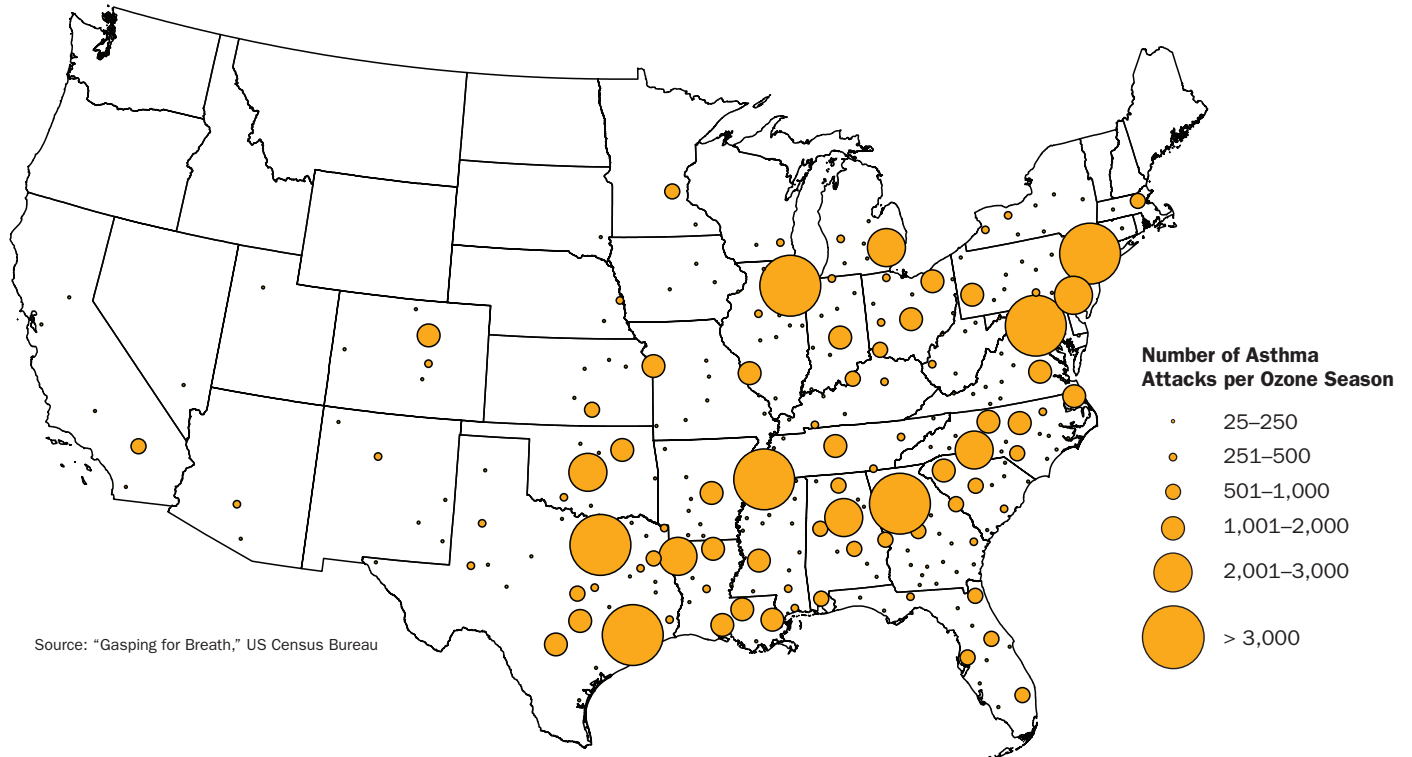 Number of Asthma
Attacks per Ozone Season
25–250
251–500
501–1,000
1,001–2,000
2,001–3,000
> 3,000
Source: “Gasping for Breath,” US Census Bureau